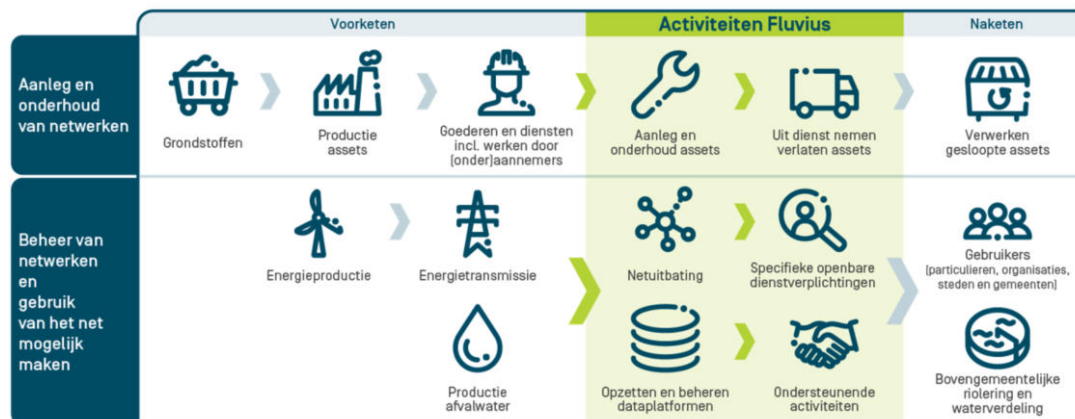 Voorketen
Activiteiten Fluvius
Naketen
Aanleg en
onderhoud
van netwerken
Grondstoffen
Productie
assets
Goederen en diensten
incl. werken door
(onder)aannemers
Aanleg en
onderhoud assets
Uit dienst nemen
verlaten assets
Verwerken
gesloopte assets
Beheer van
netwerken
en
gebruik
van het net
mogelijk
maken
Energieproductie
Energietransmissie
Netuitbating
Specifieke openbare
dienstverplichtingen
Gebruikers
(particulieren, organisaties,
steden en gemeenten)
Productie
afvalwater
Opzetten en beheren
dataplatformen
Ondersteunende
activiteiten
Bovengemeentelijke
riolering en
waterverdeling